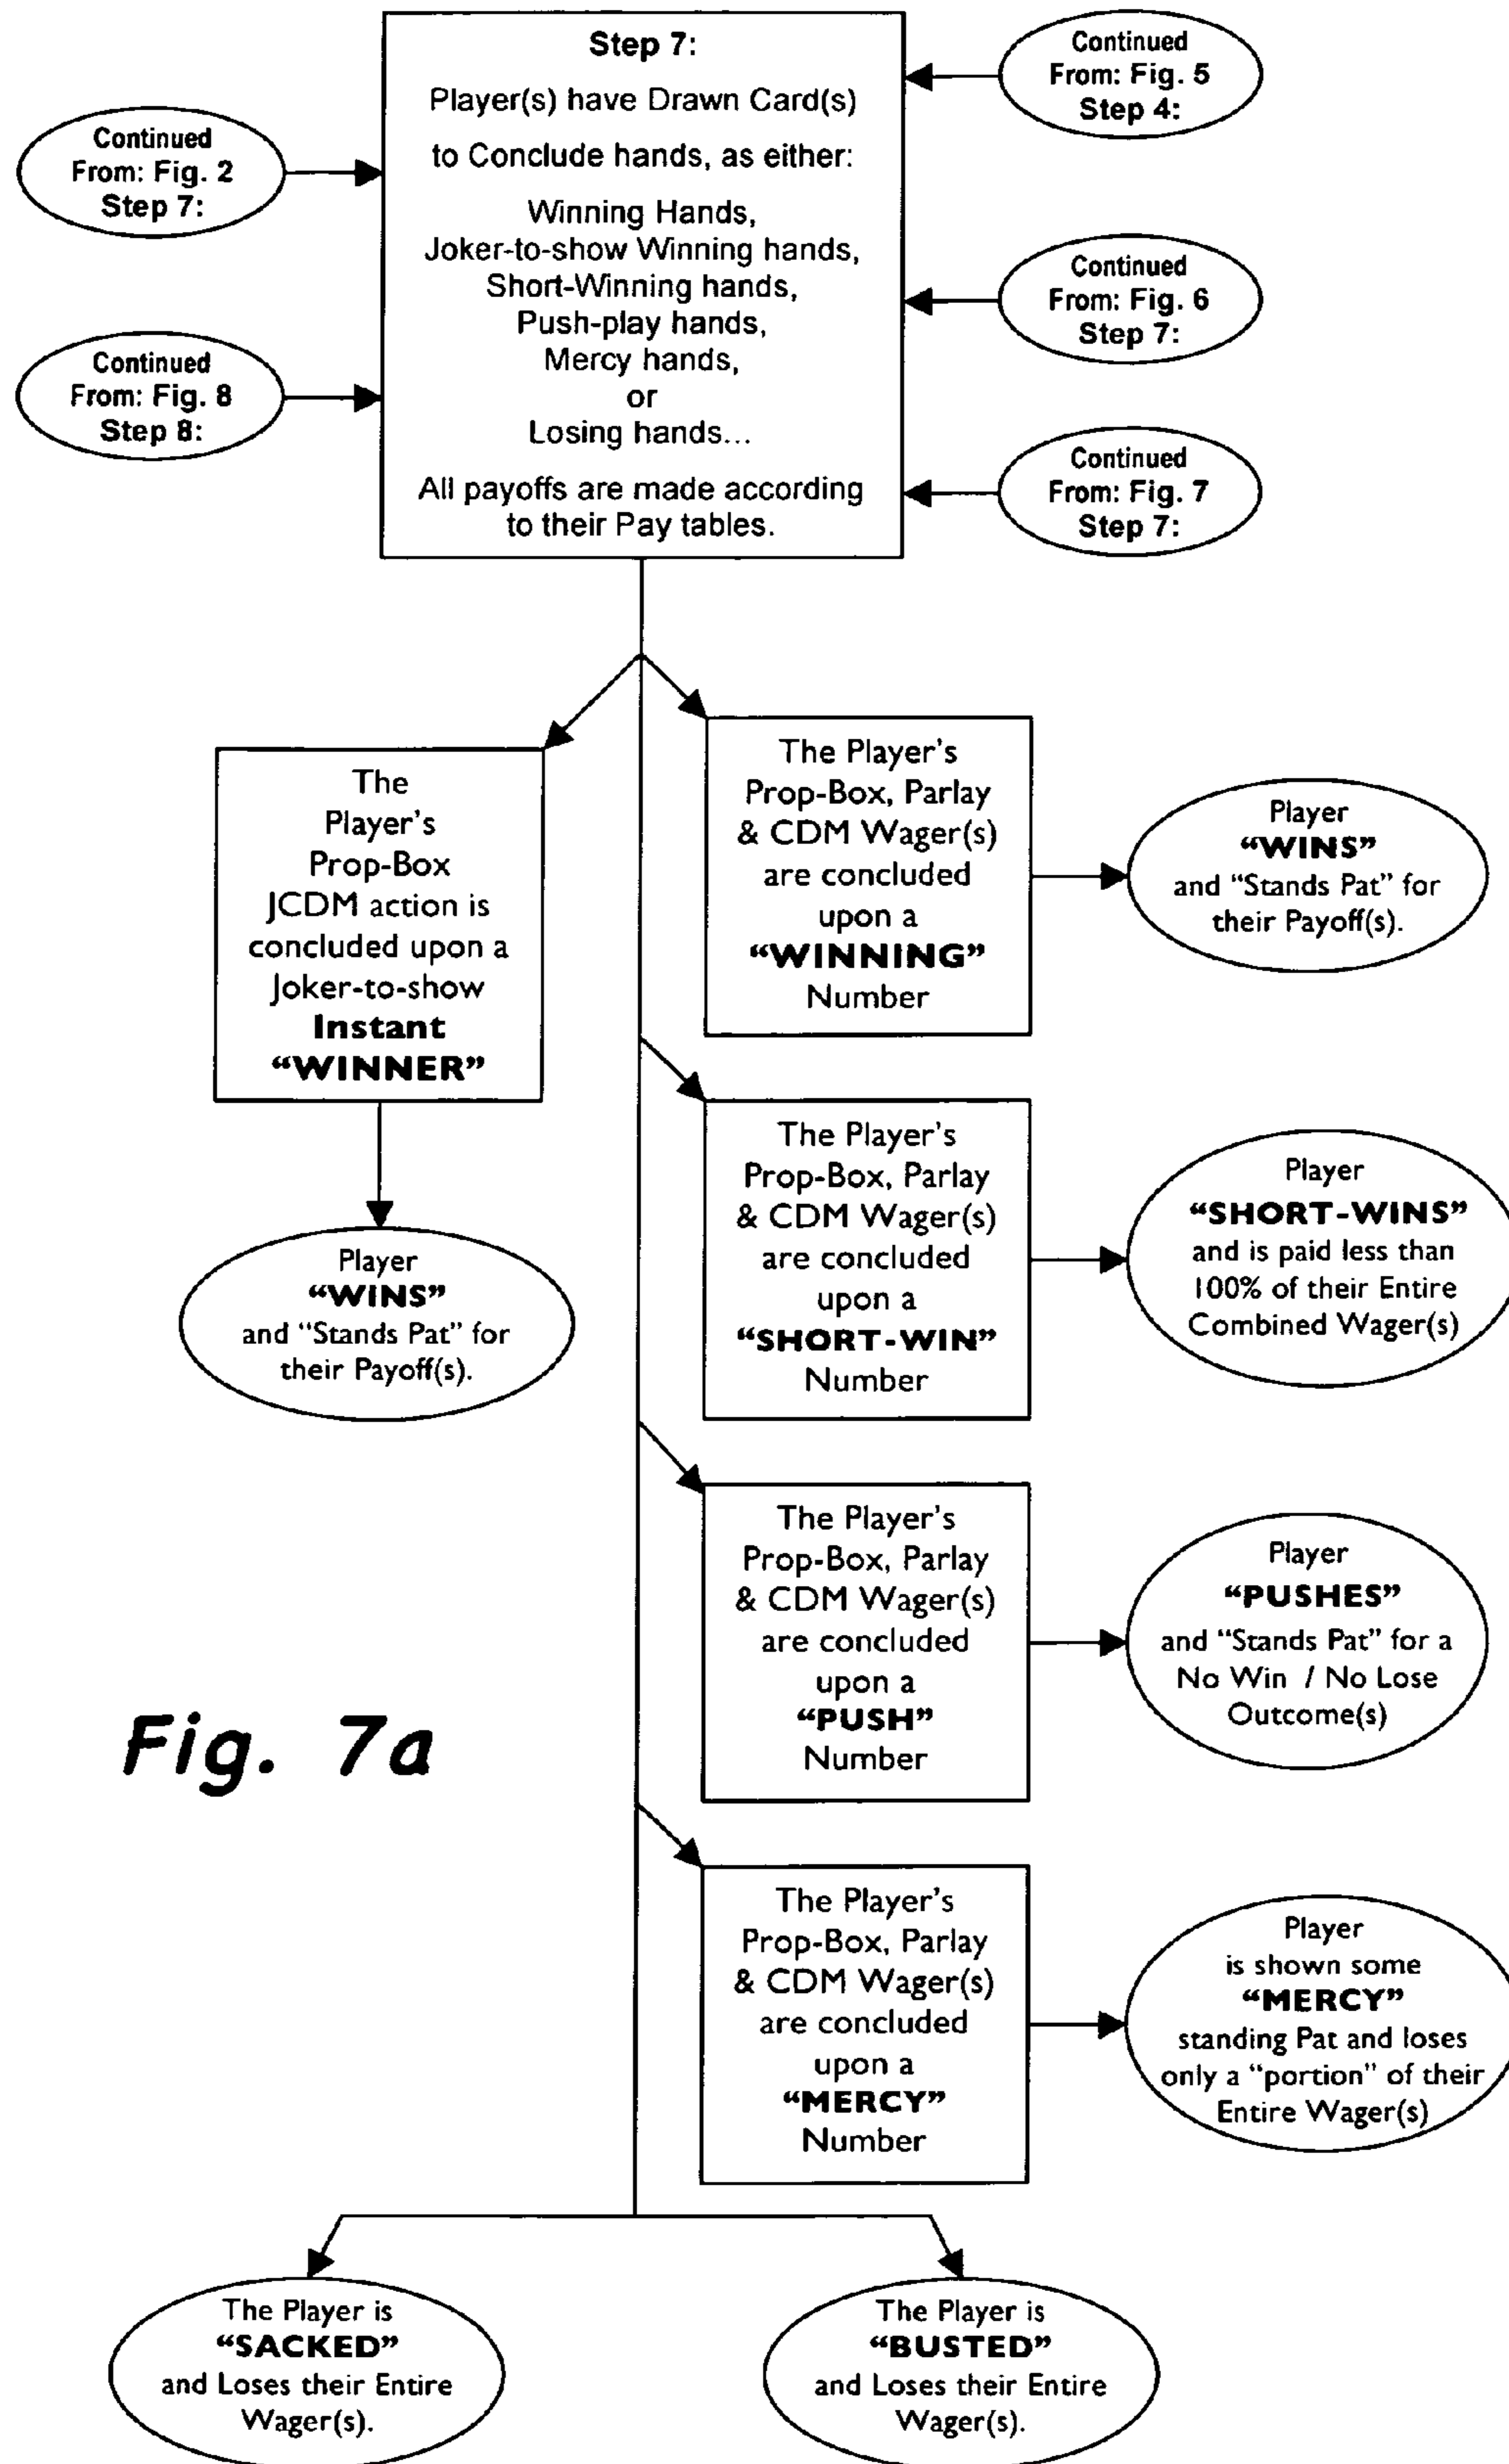 Step 7:
Player(s) have Drawn Card(s)
to Conclude hands, as either:
Winning Hands,
Joker-to-show Winning hands,
Short-Winning hands,
Push-play hands,
Mercy hands,
or
Losing hands...
All payoffs are made according
to their Pay tables.
Continued
From: Fig. 2
Step 7:
Continued
From: Fig. 8
Step 8:
Continued
From: Fig. 5
Step 4:
Continued
From: Fig. 6
Step 7:
Continued
From: Fig. 7
Step 7:
The
Player's
Prop-Box
JCDM action is
concluded upon a
Joker-to-show
Instant
“WINNER”
Player
“WINS”
and “Stands Pat” for
their Payoff(s).
The Player's
Prop-Box, Parlay
& CDM Wager(s)
are concluded
upon a
“WINNING”
Number
Player
“WINS”
and “Stands Pat” for
their Payoff(s).
The Player's
Prop-Box, Parlay
& CDM Wager(s)
are concluded
upon a
“SHORT-WIN”
Number
Player
“SHORT-WINS”
and is paid less than
100% of their Entire
Combined Wager(s)
The Player's
Prop-Box, Parlay
& CDM Wager(s)
are concluded
upon a
“PUSH”
Number
Player
“PUSHES”
and “Stands Pat” for a
No Win / No Lose
Outcome(s)
Fig. 7a
The Player's
Prop-Box, Parlay
& CDM Wager(s)
are concluded
upon a
“MERCY”
Number
Player
is shown some
“MERCY”
standing Pat and loses
only a “portion” of their
Entire Wager(s)
The Player is
“SACKED”
and Loses their Entire
Wager(s).
The Player is
“BUSTED”
and Loses their Entire
Wager(s).